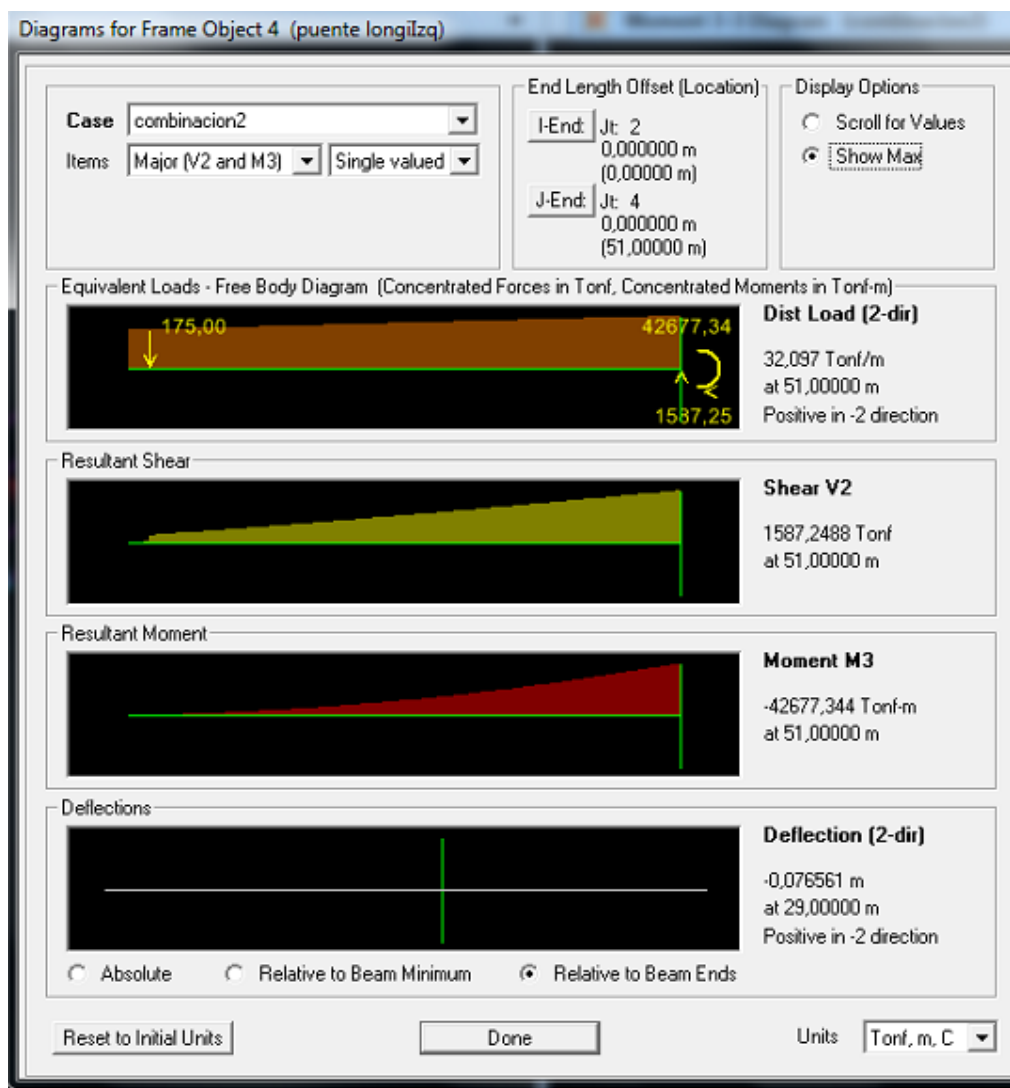 Diagrams for Frame Object 4 (puente longiIzq)
Case combinacion2
Items Major (V2 and M3) Single valued
End Length Offset (Location)
I-End: Jt: 2
0,000000 m
(0,00000 m)
J-End: Jt: 4
0,000000 m
(51,00000 m)
Display Options
Scroll for Values
Show Max
Equivalent Loads - Free Body Diagram (Concentrated Forces in Tonf, Concentrated Moments in Tonf-m)
175,00
42677,34
1587,25
Dist Load (2-dir)
32,097 Tonf/m
at 51,00000 m
Positive in -2 direction
Resultant Shear
Shear V2
1587,2488 Tonf
at 51,00000 m
Resultant Moment
Moment M3
-42677,344 Tonf-m
at 51,00000 m
Deflections
Deflection (2-dir)
-0,076561 m
at 29,00000 m
Positive in -2 direction
Absolute Relative to Beam Minimum Relative to Beam Ends
Reset to Initial Units Done Units Tonf, m, C